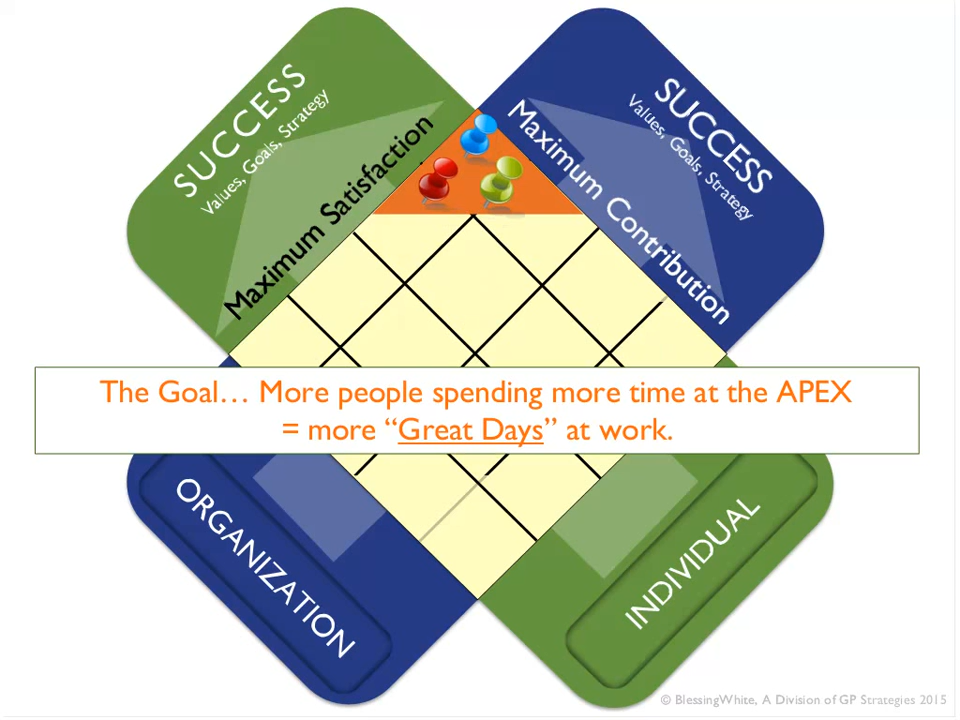 SUCCESS
Values, Goals, Strategy
Maximum Satisfaction
SUCCESS
Values, Goals, Strategy
Maximum Contribution
The Goal… More people spending more time at the APEX
= more “Great Days” at work.
ORGANIZATION
INDIVIDUAL
© BlessingWhite, A Division of GP Strategies 2015